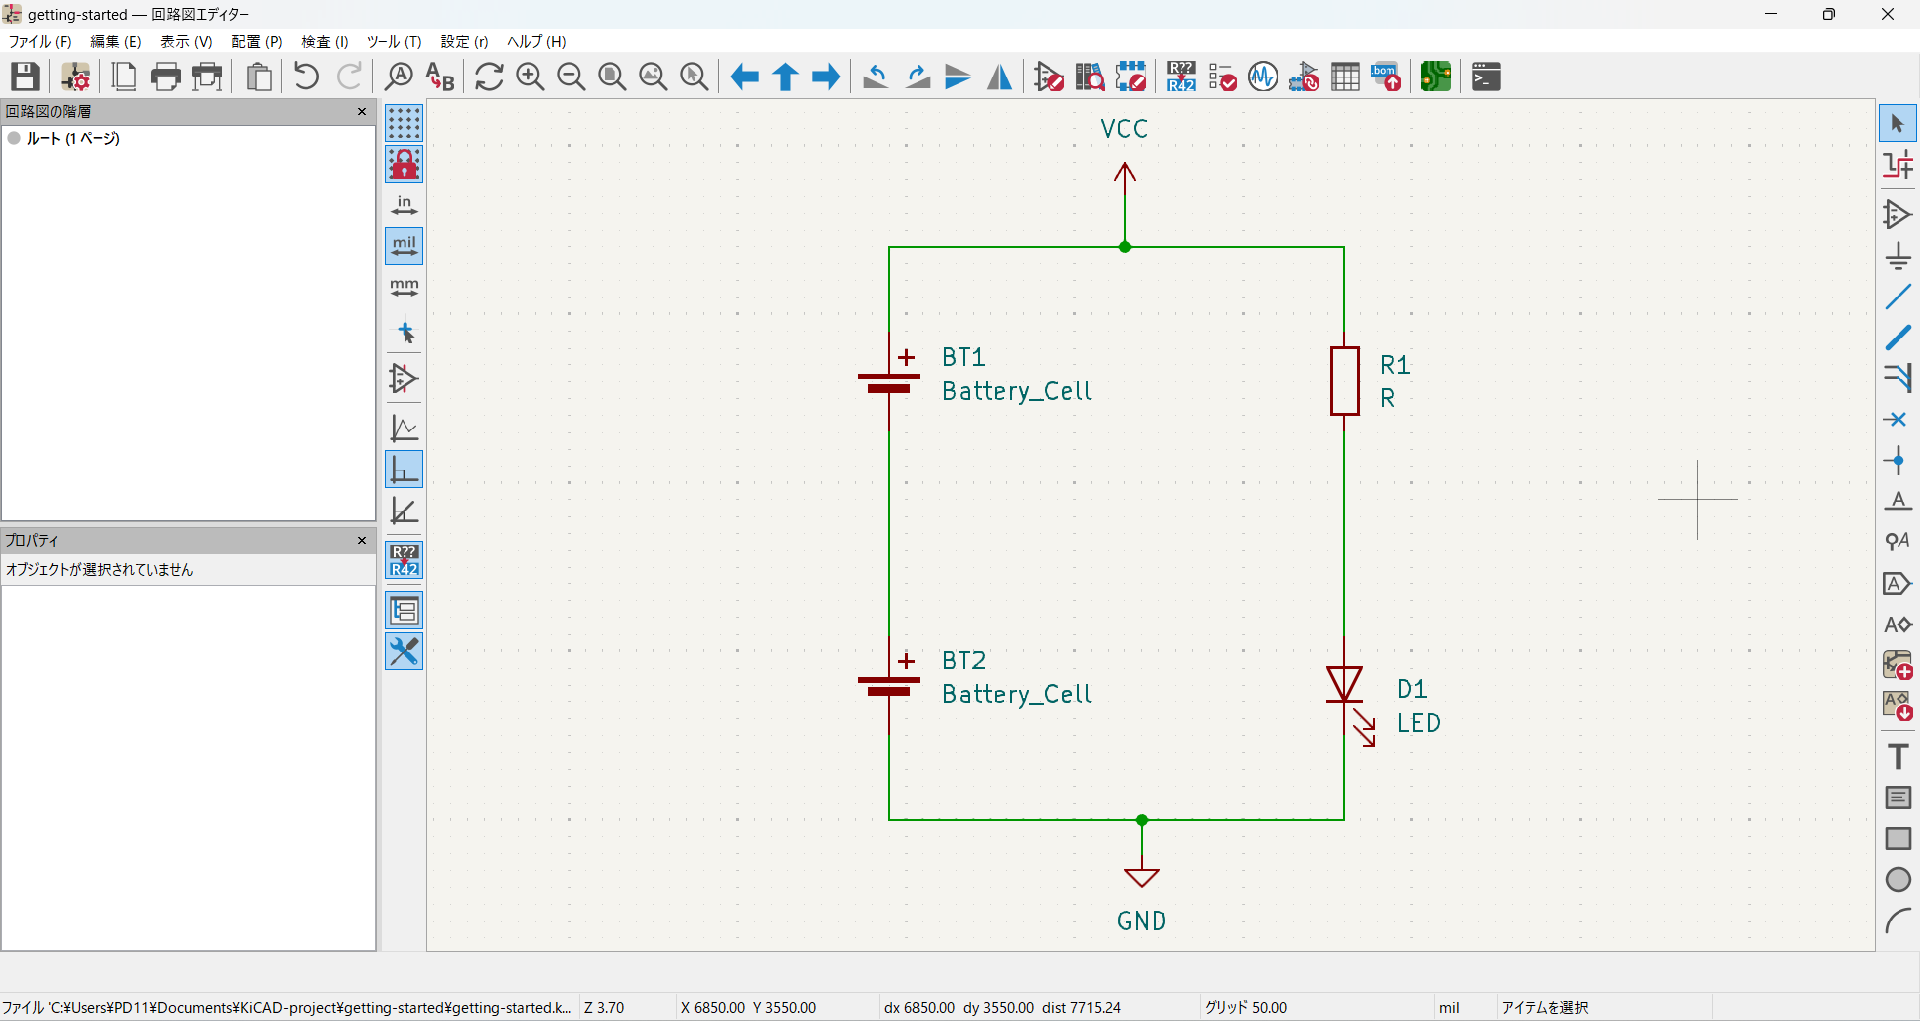 getting-started — 回路図エディター
ファイル (F) 編集 (E) 表示 (V) 配置 (P) 検査 (I) ツール (T) 設定 (r) ヘルプ (H)
A
A B
R??
R42
.bom
回路図の階層
ルート (1 ページ)
in
mil
mm
R??
R42
プロパティ
オブジェクトが選択されていません
VCC
BT1
Battery_Cell
R1
R
BT2
Battery_Cell
D1
LED
GND
A
A
A
A
A
T
ファイル 'C:¥Users¥PD11¥Documents¥KiCAD-project¥getting-started¥getting-started.k...
Z 3.70
X 6850.00 Y 3550.00
dx 6850.00 dy 3550.00 dist 7715.24
グリッド 50.00
mil
アイテムを選択